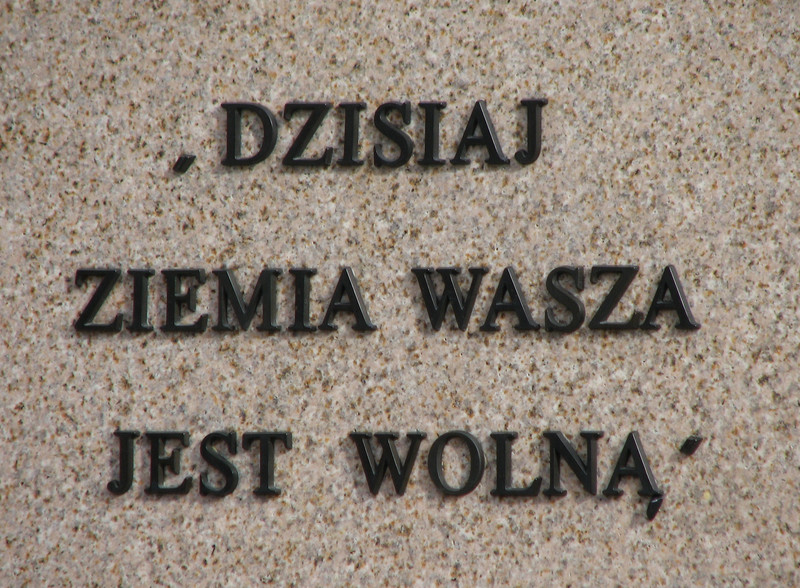 ‚DZISIAJ
ZIEMIA WASZA
JEST WOLNĄ’